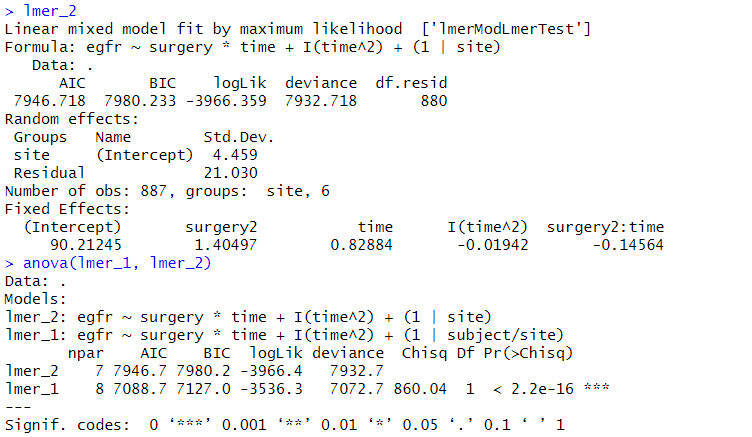 > lmer_2
Linear mixed model fit by maximum likelihood  ['lmerModLmerTest']
Formula: egfr ~ surgery * time + I(time^2) + (1 | site)
   Data: .
      AIC       BIC    logLik  deviance  df.resid
 7946.718  7980.233 -3966.359  7932.718       880
Random effects:
 Groups   Name        Std.Dev.
 site     (Intercept)  4.459
 Residual             21.030
Number of obs: 887, groups:  site, 6
Fixed Effects:
  (Intercept)       surgery2           time      I(time^2)  surgery2:time
     90.21245        1.40497        0.82884       -0.01942       -0.14564
> anova(lmer_1, lmer_2)
Data: .
Models:
lmer_2: egfr ~ surgery * time + I(time^2) + (1 | site)
lmer_1: egfr ~ surgery * time + I(time^2) + (1 | subject/site)
       npar    AIC    BIC  logLik deviance  Chisq Df Pr(>Chisq)
lmer_2    7 7946.7 7980.2 -3966.4   7932.7
lmer_1    8 7088.7 7127.0 -3536.3   7072.7 860.04  1  < 2.2e-16 ***
---
Signif. codes:  0 ‘***’ 0.001 ‘**’ 0.01 ‘*’ 0.05 ‘.’ 0.1 ‘ ’ 1